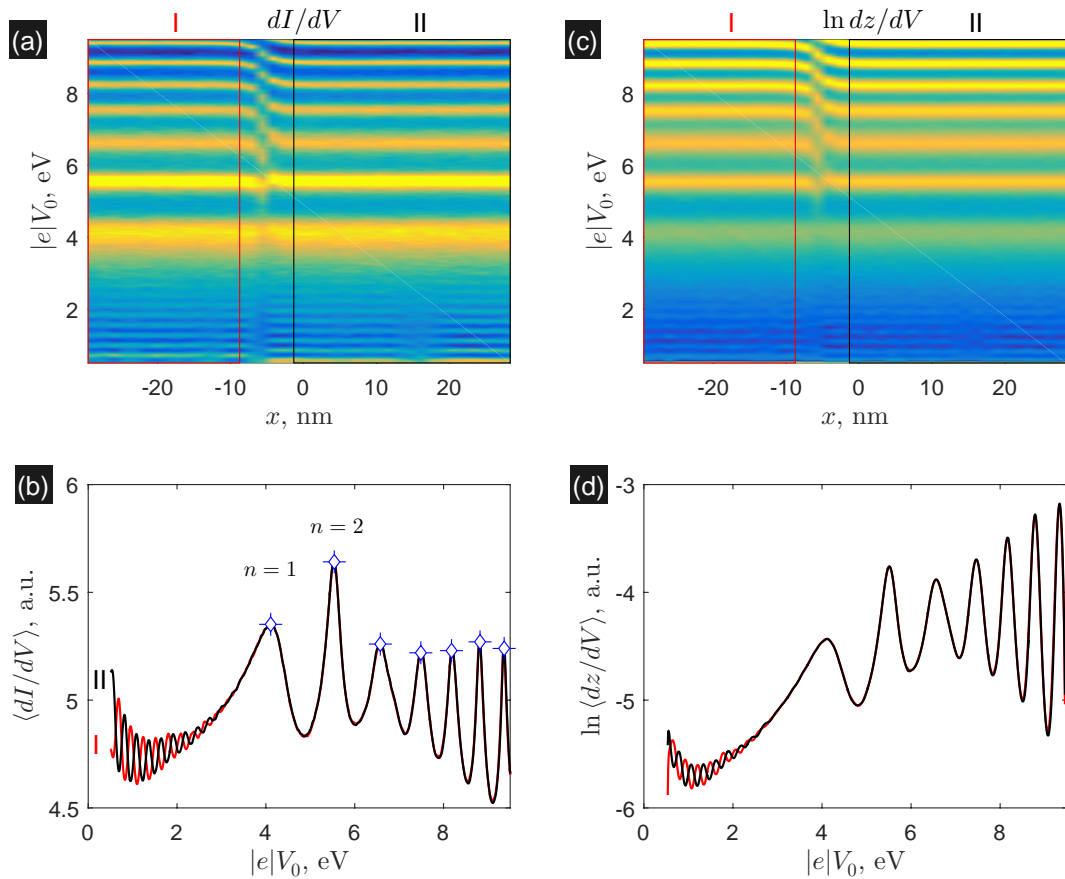 (a)
I
dI/dV
II
|e|V₀, eV
8
6
4
2
-20
-10
0
10
20
x, nm
(c)
I
ln dz/dV
II
|e|V₀, eV
8
6
4
2
-20
-10
0
10
20
x, nm
(b)
⟨dI/dV⟩, a.u.
6
5.5
5
4.5
n = 1
n = 2
II
I
0
2
4
6
8
|e|V₀, eV
(d)
ln ⟨dz/dV⟩, a.u.
-3
-4
-5
-6
0
2
4
6
8
|e|V₀, eV